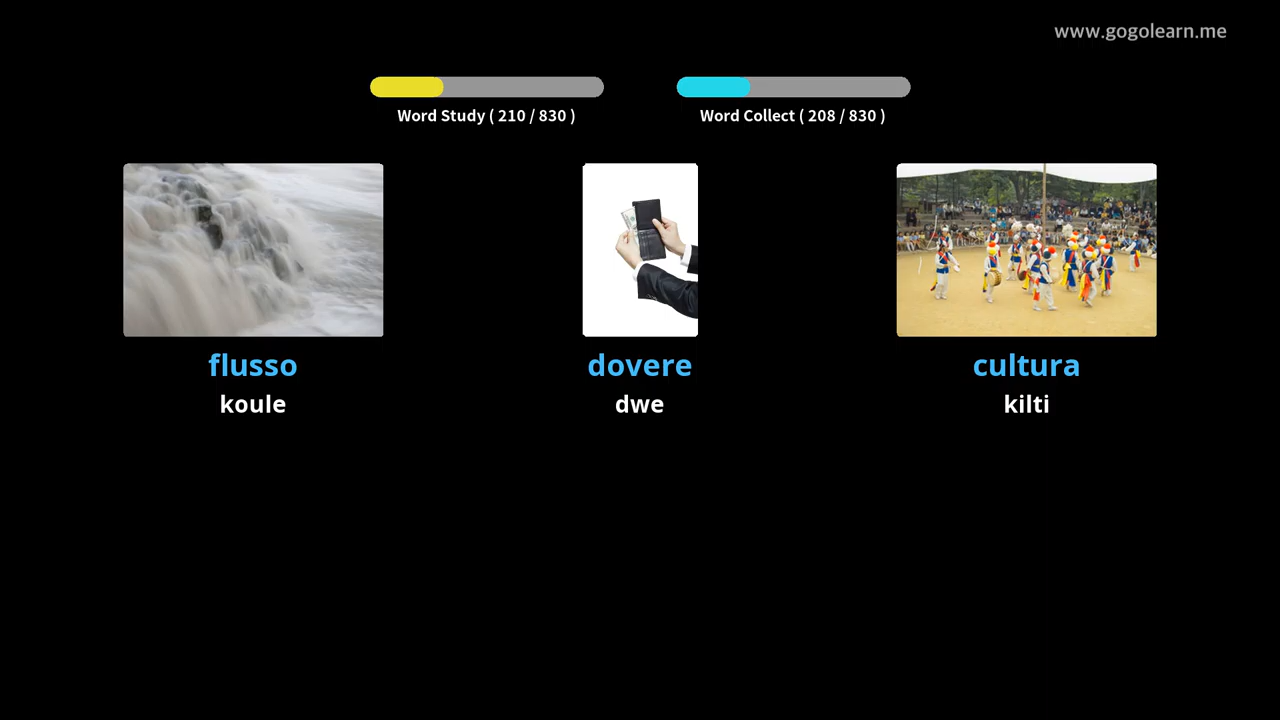 www.gogolearn.me
Word Study ( 210 / 830 )
Word Collect ( 208 / 830 )
flusso
koule
dovere
dwe
cultura
kilti